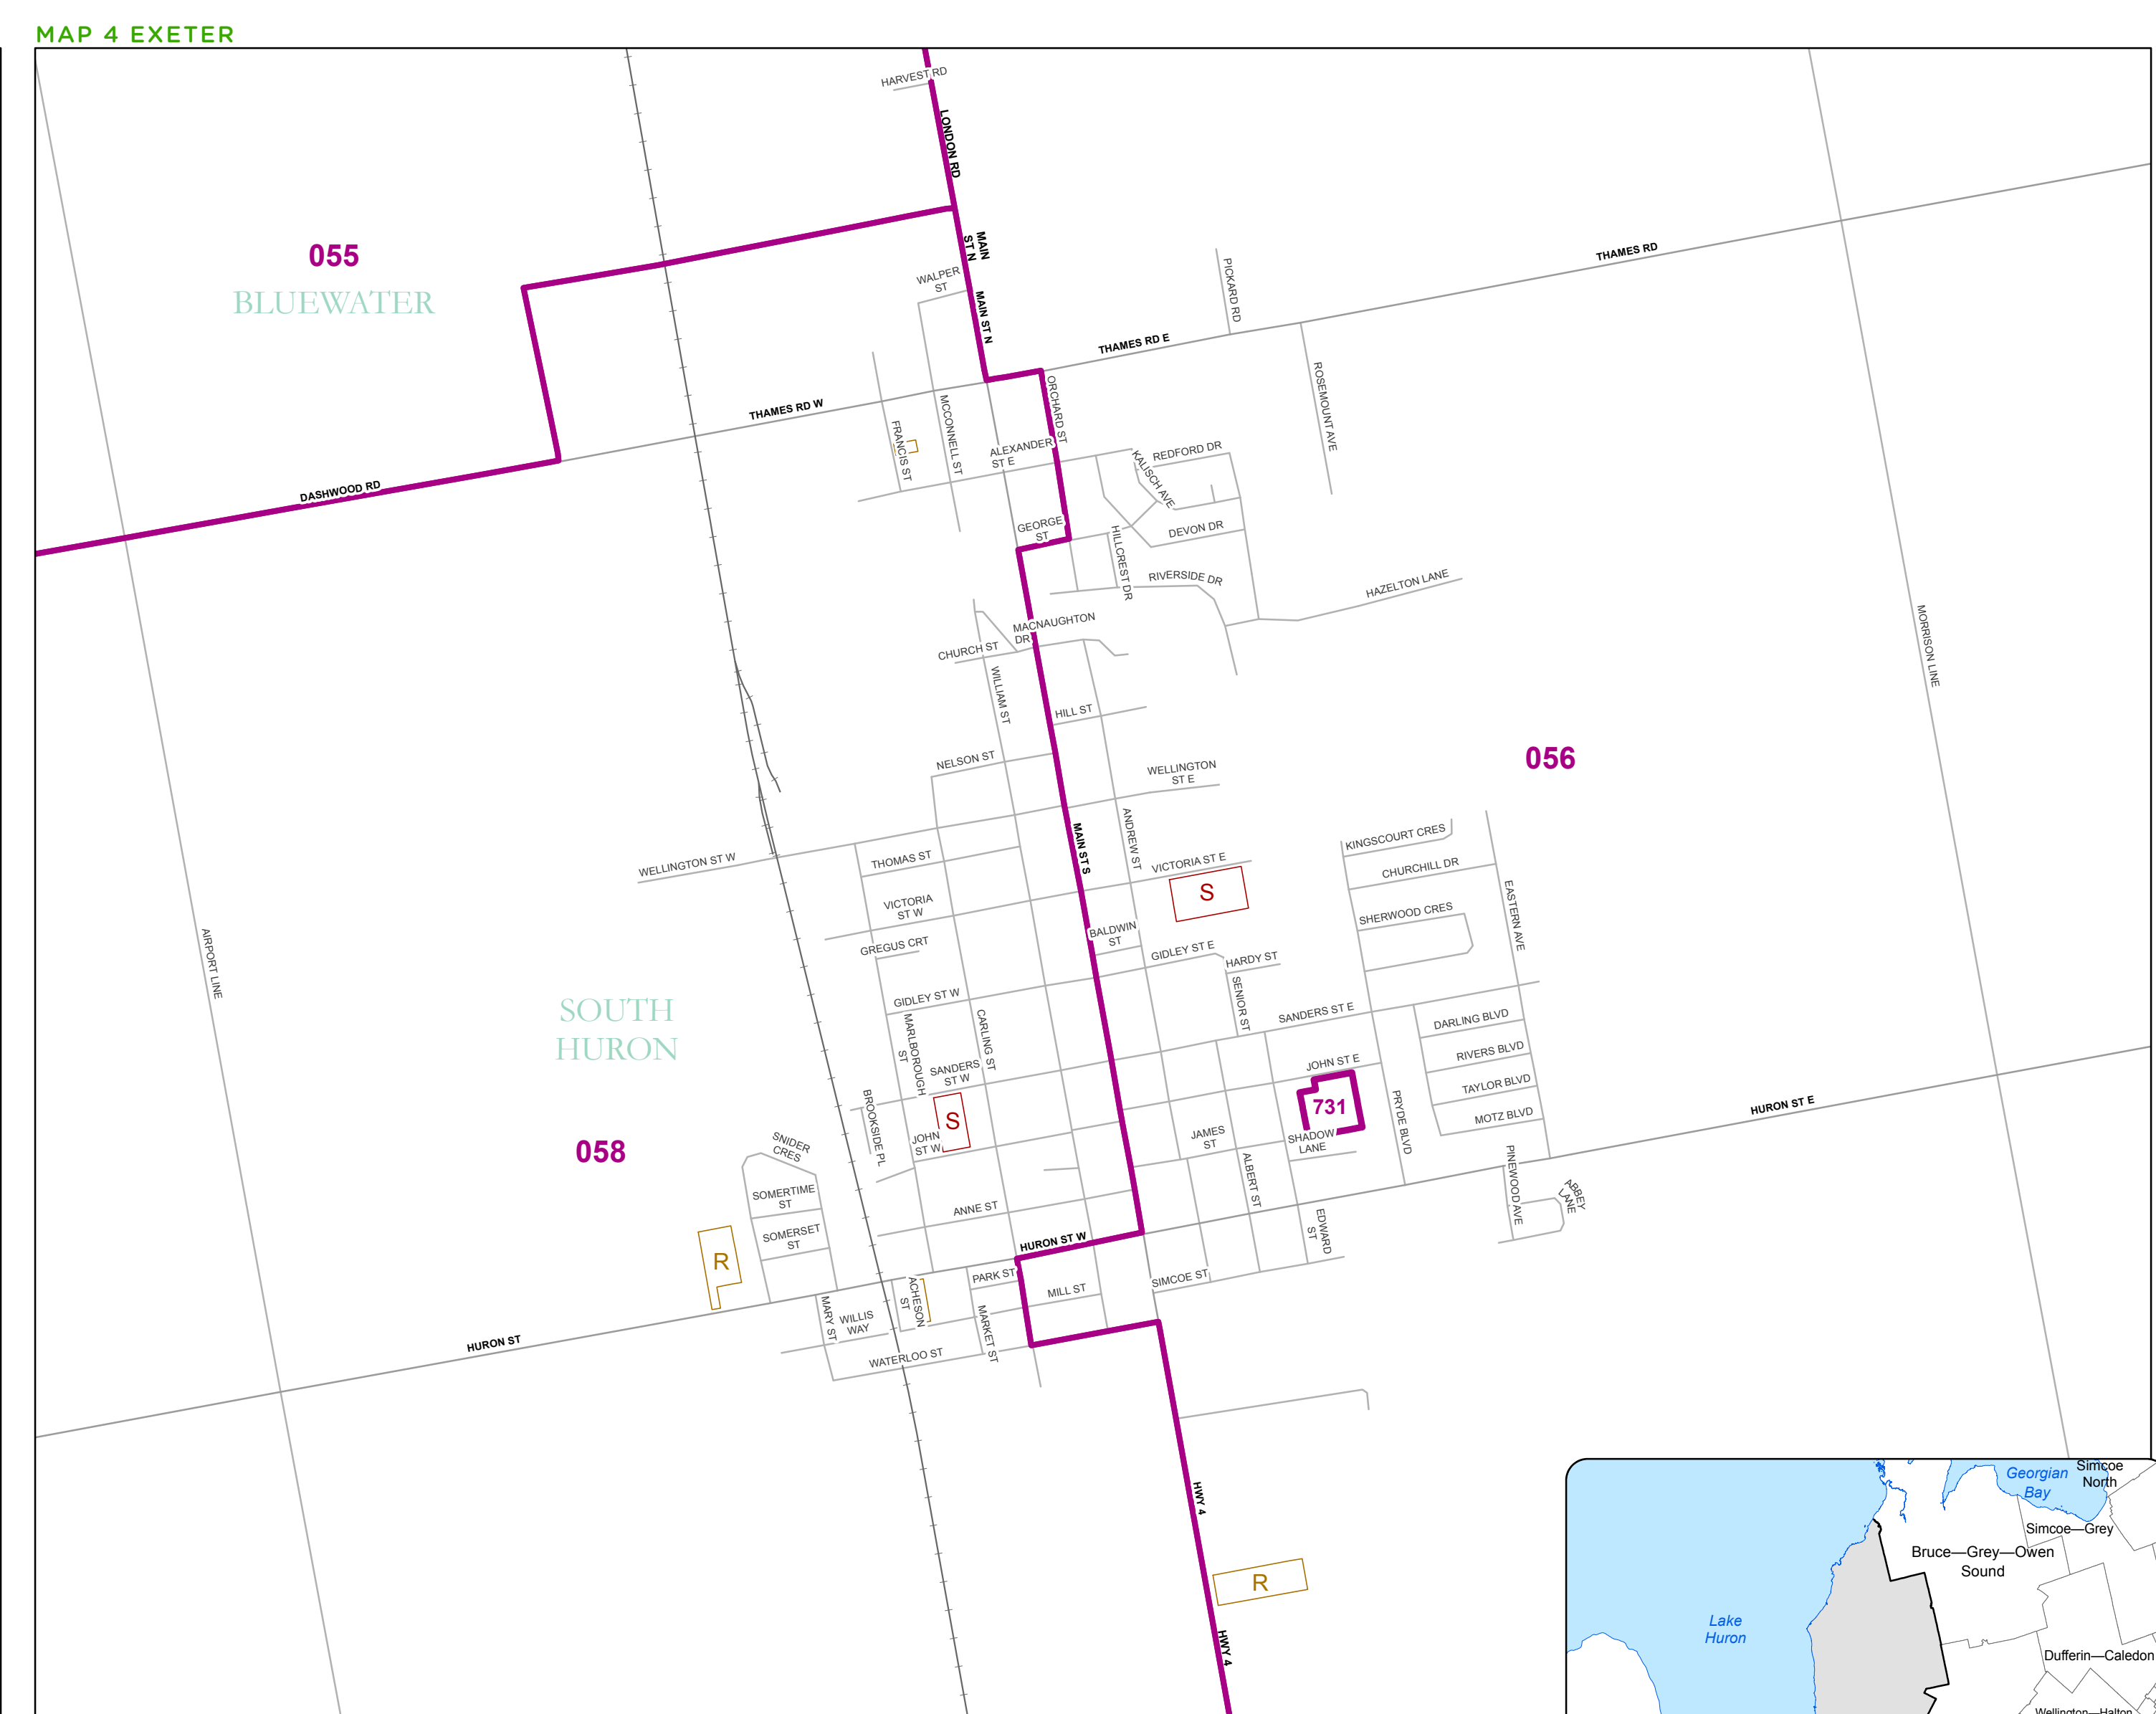 MAP 4 EXETER
HARVEST RD
LONDON RD
055
BLUEWATER
MAIN
ST N
WALPER
ST
MAIN ST N
PICKARD RD
THAMES RD
THAMES RD E
THAMES RD W
ROSEMOUNT AVE
ORCHARD ST
MCCONNELL ST
FRANCIS ST
ALEXANDER
ST E
REDFORD DR
KALISCH AVE
DASHWOOD RD
GEORGE
ST
DEVON DR
HILLCREST DR
RIVERSIDE DR
HAZELTON LANE
MACNAUGHTON
DR
CHURCH ST
MORRISON LINE
WILLIAM ST
HILL ST
NELSON ST
WELLINGTON
ST E
056
MAIN ST S
ANDREW ST
KINGSCOURT CRES
WELLINGTON ST W
THOMAS ST
VICTORIA ST E
CHURCHILL DR
S
VICTORIA
ST W
SHERWOOD CRES
EASTERN AVE
BALDWIN
ST
GREGUS CRT
GIDLEY ST E
HARDY ST
AIRPORT LINE
SENIOR ST
GIDLEY ST W
SOUTH
HURON
SANDERS ST E
DARLING BLVD
MARLBOROUGH
ST
CARLING ST
RIVERS BLVD
JOHN ST E
SANDERS
ST W
TAYLOR BLVD
731
HURON ST E
BROOKSIDE PL
S
PRYDE BLVD
MOTZ BLVD
058
SNIDER
CRES
JOHN
ST W
JAMES
ST
SHADOW
LANE
ALBERT ST
PINEWOOD AVE
ABBEY
LANE
SOMERTIME
ST
ANNE ST
SOMERSET
ST
EDWARD
ST
HURON ST W
R
PARK ST
SIMCOE ST
MILL ST
ACHESON
ST
MARY ST
WILLIS
WAY
MARKET ST
HURON ST
WATERLOO ST
HWY 4
R
HWY 4
Georgian
Bay
Simcoe
North
Simcoe—Grey
Bruce—Grey—Owen
Sound
Lake
Huron
Dufferin—Caledon
Wellington—Halton